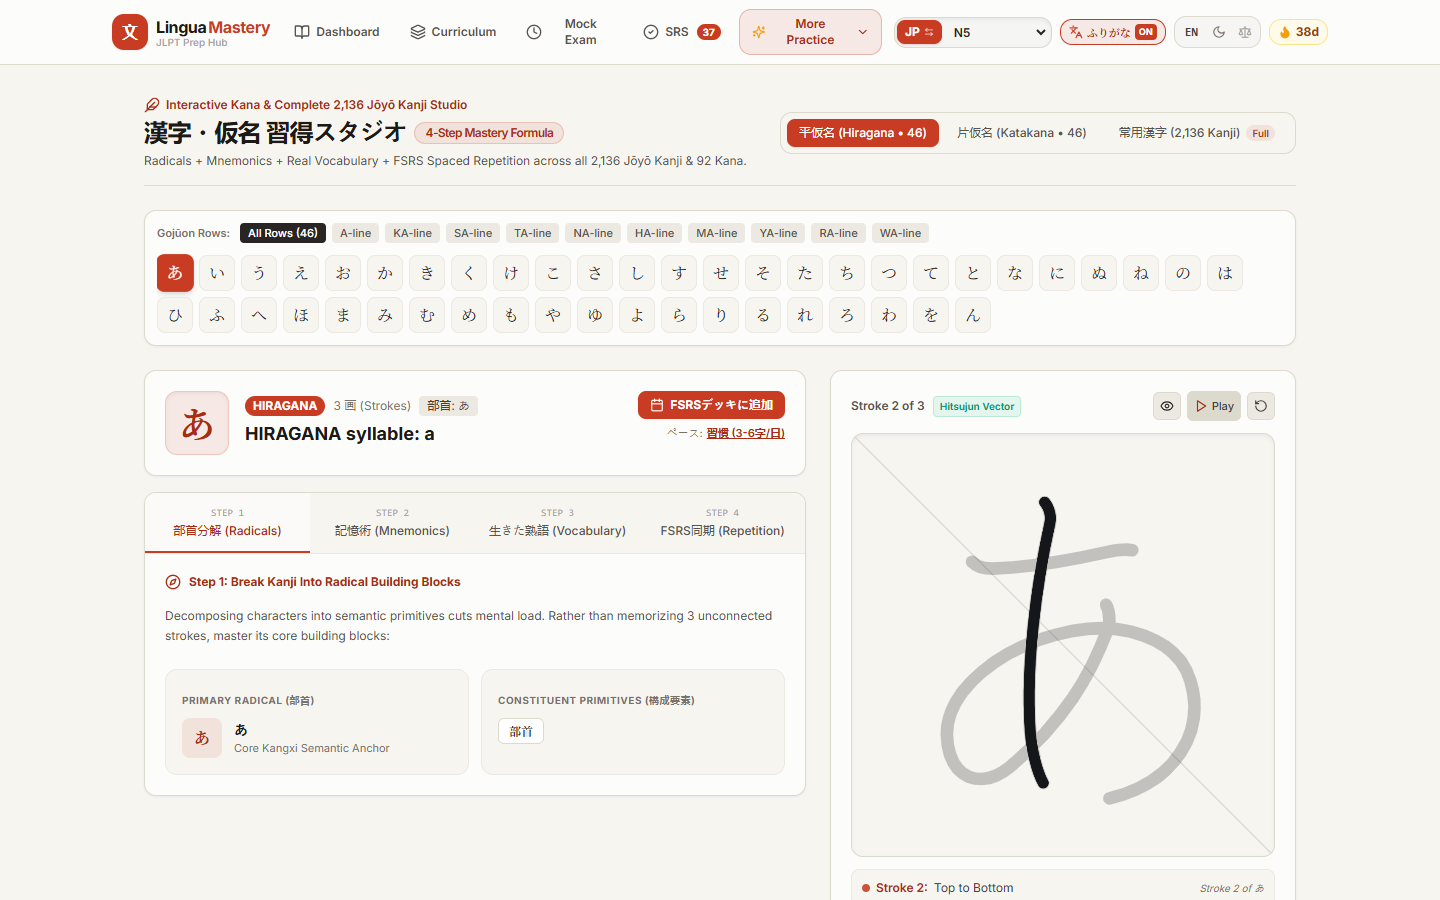 文 LinguaMastery
JLPT Prep Hub
Dashboard
Curriculum
Mock
Exam
SRS 37
More
Practice
JP ⇆ N5
ふりがな ON
EN
38d
Interactive Kana & Complete 2,136 Jōyō Kanji Studio
漢字・仮名 習得スタジオ 4-Step Mastery Formula
Radicals + Mnemonics + Real Vocabulary + FSRS Spaced Repetition across all 2,136 Jōyō Kanji & 92 Kana.
平仮名 (Hiragana • 46) 片仮名 (Katakana • 46) 常用漢字 (2,136 Kanji) Full
Gojūon Rows: All Rows (46) A-line KA-line SA-line TA-line NA-line HA-line MA-line YA-line RA-line WA-line
あ い う え お か き く け こ さ し す せ そ た ち つ て と な に ぬ ね の は
ひ ふ へ ほ ま み む め も や ゆ よ ら り る れ ろ わ を ん
あ
HIRAGANA 3 画 (Strokes) 部首: あ
HIRAGANA syllable: a
FSRSデッキに追加
ペース: 習慣 (3-6字/日)
STEP 1
部首分解 (Radicals)
STEP 2
記憶術 (Mnemonics)
STEP 3
生きた熟語 (Vocabulary)
STEP 4
FSRS同期 (Repetition)
Step 1: Break Kanji Into Radical Building Blocks
Decomposing characters into semantic primitives cuts mental load. Rather than memorizing 3 unconnected
strokes, master its core building blocks:
PRIMARY RADICAL (部首)
あ あ
Core Kangxi Semantic Anchor
CONSTITUENT PRIMITIVES (構成要素)
部首
Stroke 2 of 3 Hitsujun Vector
Play
あ
Stroke 2: Top to Bottom
Stroke 2 of あ